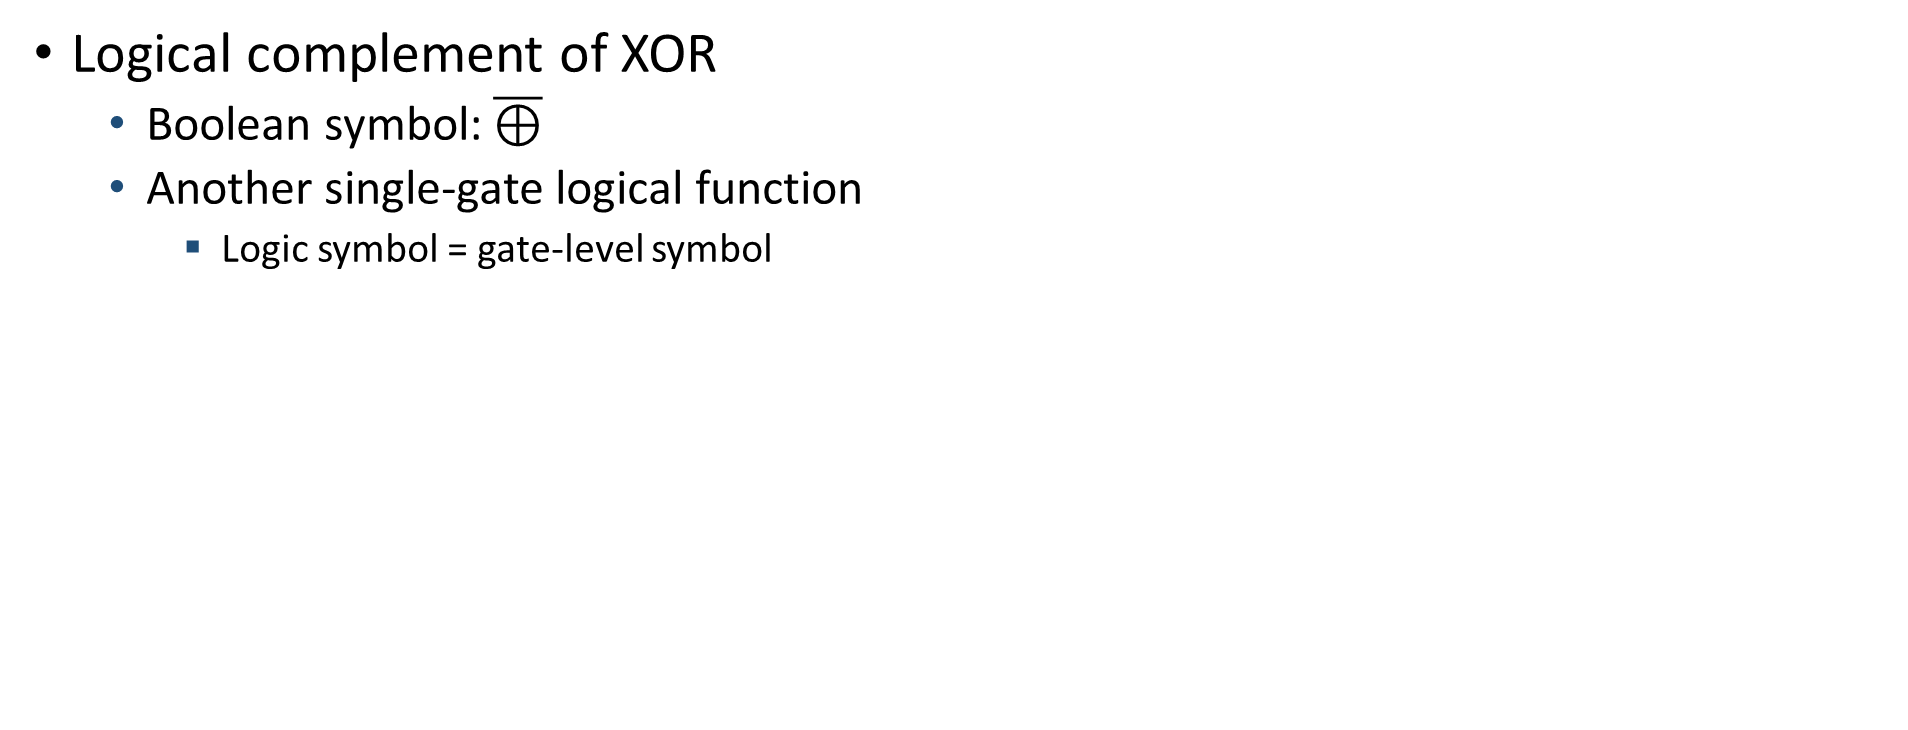 • Logical complement of XOR
• Boolean symbol: ⊕̅
• Another single-gate logical function
▪ Logic symbol = gate-level symbol